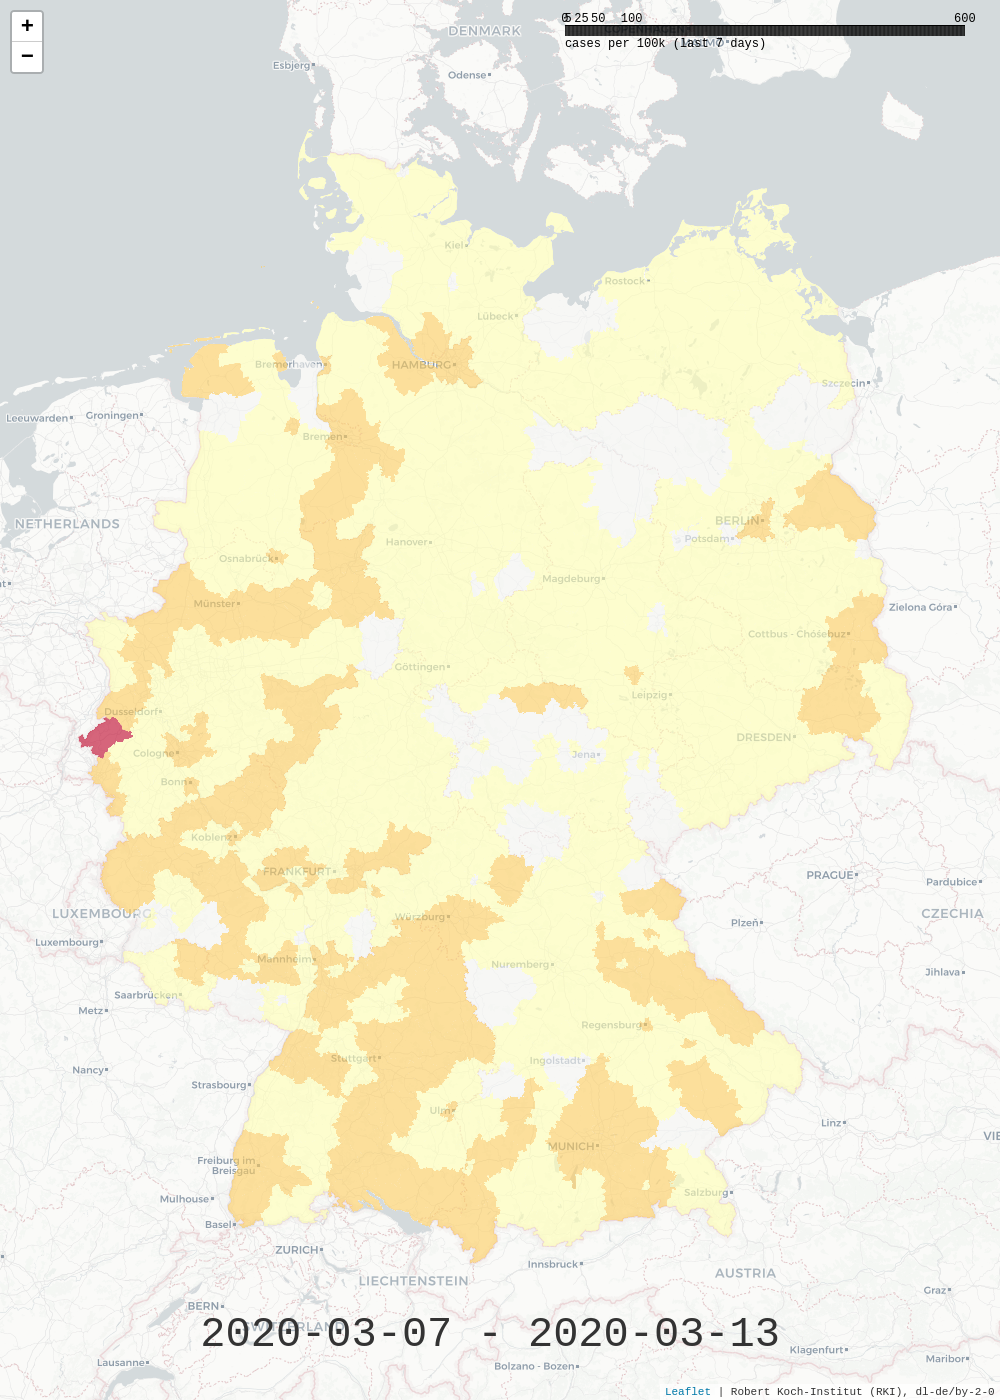 +
−
0 5 25 50 100 600
cases per 100k (last 7 days)
DENMARK
Esbjerg
Odense
Kiel
Rostock
Lübeck
Bremerhaven
HAMBURG
Szczecin
Leeuwarden
Groningen
Bremen
NETHERLANDS
BERLIN
Potsdam
Hanover
Osnabrück
Magdeburg
Münster
Zielona Góra
Cottbus - Chóśebuz
Göttingen
Leipzig
Dusseldorf
DRESDEN
Cologne
Jena
Bonn
Koblenz
FRANKFURT
PRAGUE
Pardubice
LUXEMBOURG
Würzburg
Plzeň
CZECHIA
Luxembourg
Mannheim
Nuremberg
Jihlava
Saarbrücken
Metz
Regensburg
Stuttgart
Ingolstadt
Nancy
Strasbourg
Ulm
Linz
VIE
MUNICH
Freiburg im
Breisgau
Salzburg
Mulhouse
Basel
ZURICH
Innsbruck
AUSTRIA
LIECHTENSTEIN
Graz
BERN
SWITZERLAND
2020-03-07 - 2020-03-13
Klagenfurt
Lausanne
Bolzano - Bozen
Maribor
Leaflet | Robert Koch-Institut (RKI), dl-de/by-2-0